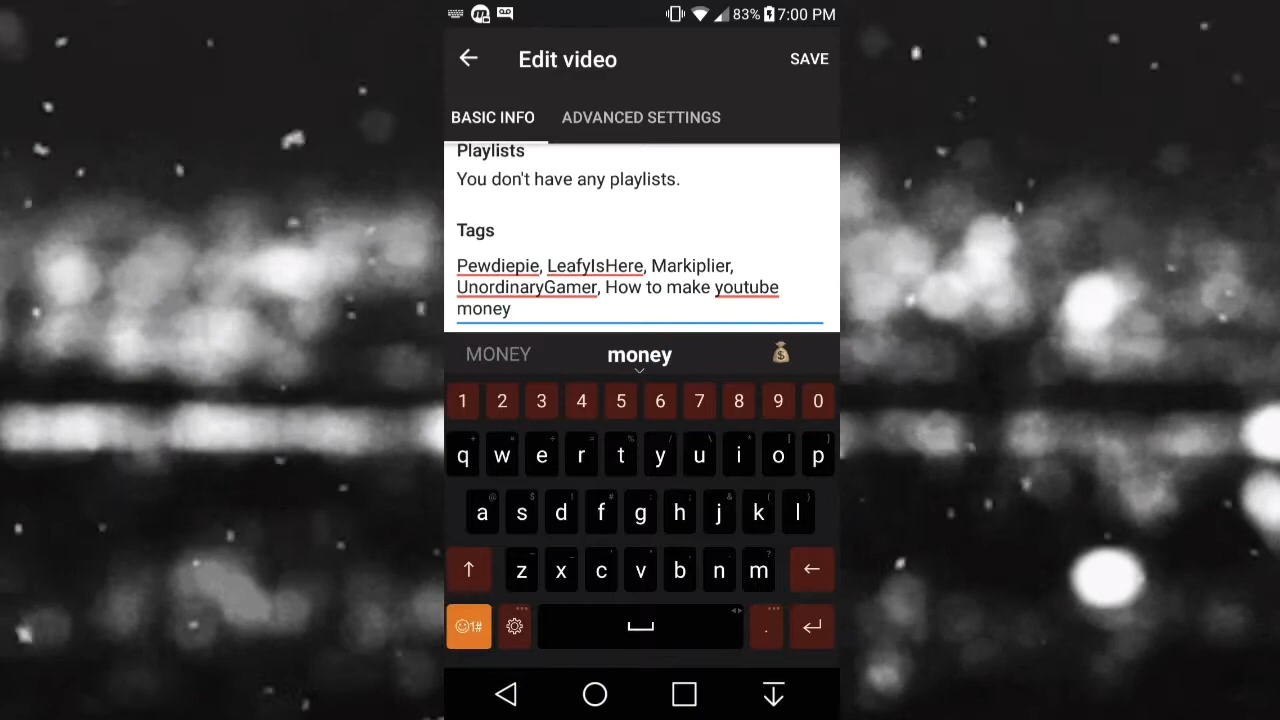 83% 7:00 PM
Edit video SAVE
BASIC INFO ADVANCED SETTINGS
Playlists
You don't have any playlists.
Tags
Pewdiepie, LeafyIsHere, Markiplier,
UnordinaryGamer, How to make youtube
money
MONEY money
1 2 3 4 5 6 7 8 9 0
q w e r t y u i o p
a s d f g h j k l
z x c v b n m
1# .